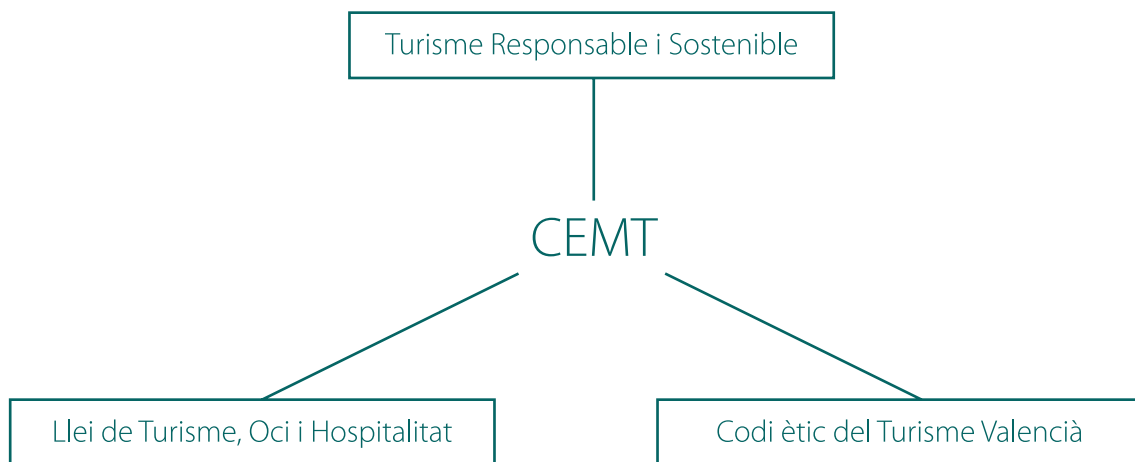 Turisme Responsable i Sostenible
CEMT
Llei de Turisme, Oci i Hospitalitat
Codi ètic del Turisme Valencià